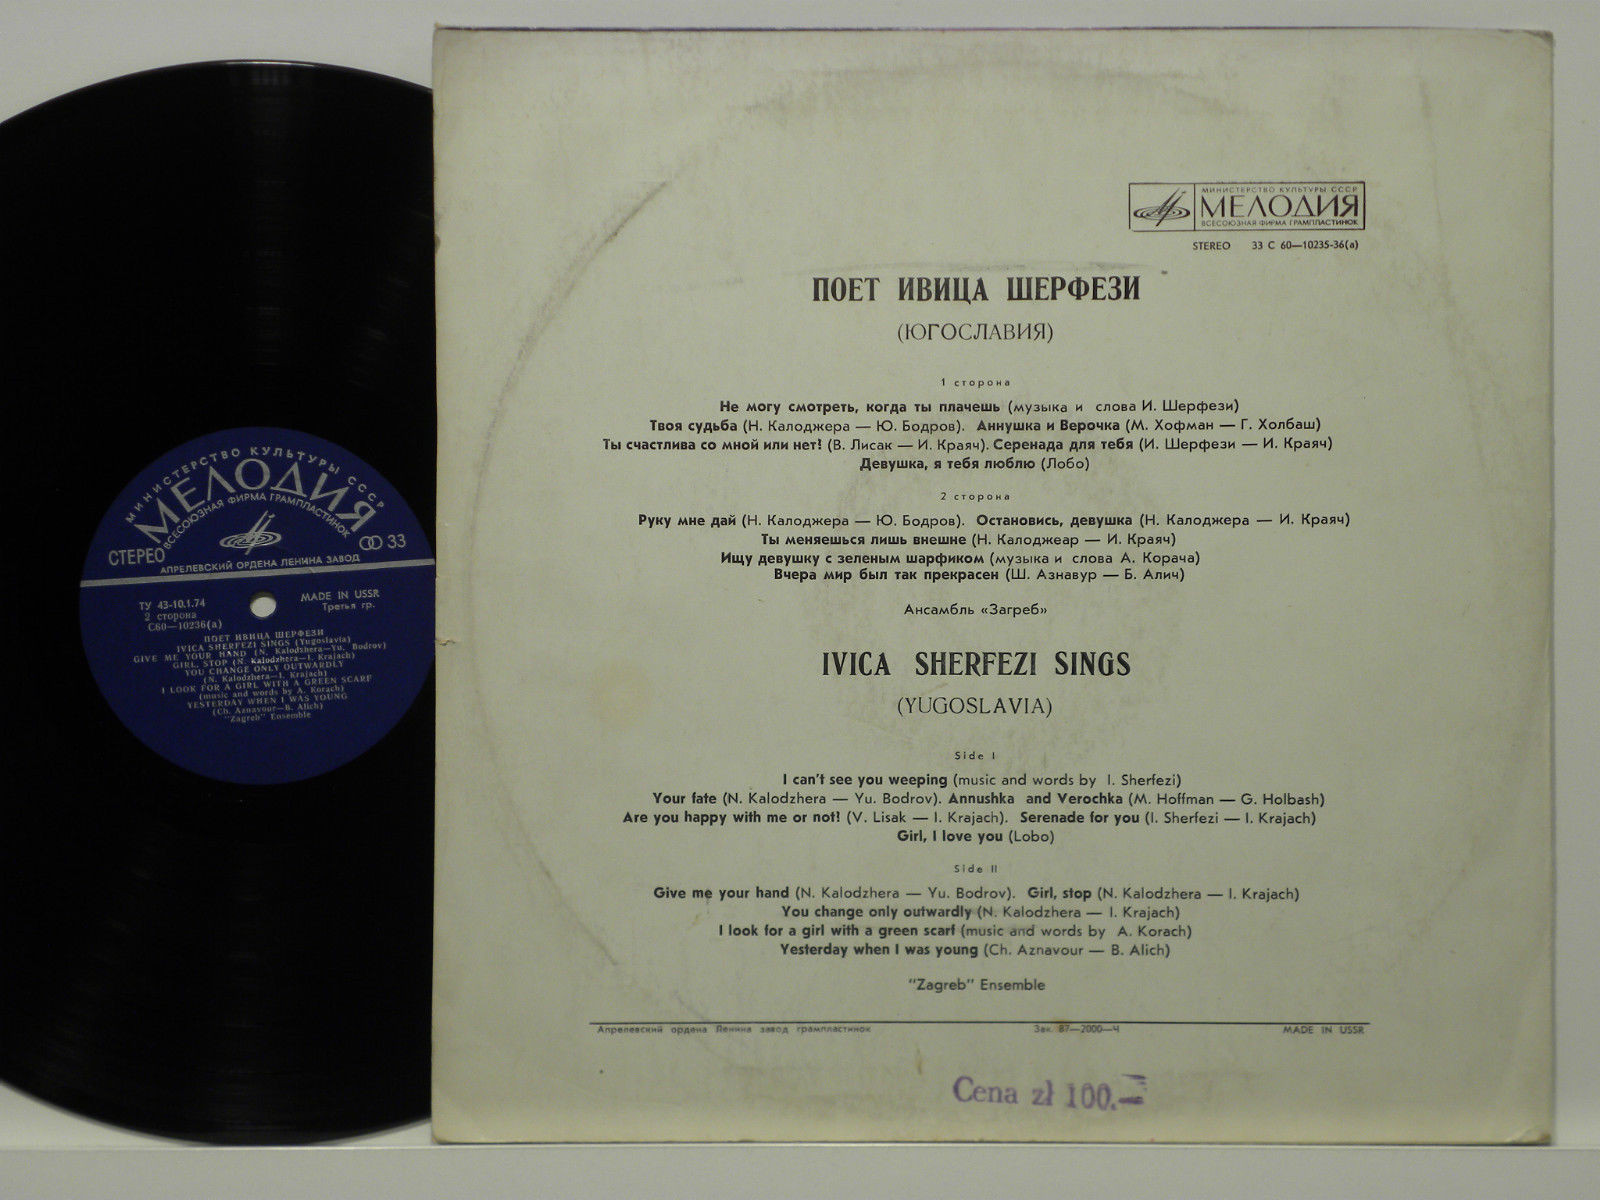 МИНИСТЕРСТВО КУЛЬТУРЫ СССР
МЕЛОДИЯ
ВСЕСОЮЗНАЯ ФИРМА ГРАМПЛАСТИНОК
СТЕРЕО
33
АПРЕЛЕВСКИЙ ОРДЕНА ЛЕНИНА ЗАВОД
ТУ 43-10.1.74
MADE IN USSR
2 сторона
Третья гр.
С60—10236(а)
ПОЕТ ИВИЦА ШЕРФЕЗИ
IVICA SHERFEZI SINGS (Yugoslavia)
GIVE ME YOUR HAND (N. Kalodzhera—Yu. Bodrov)
GIRL, STOP (N. Kalodzhera—I. Krajach)
YOU CHANGE ONLY OUTWARDLY
(N. Kalodzhera—I. Krajach)
I LOOK FOR A GIRL WITH A GREEN SCARF
(music and words by A. Korach)
YESTERDAY WHEN I WAS YOUNG
(Ch. Aznavour—B. Alich)
"Zagreb" Ensemble
МИНИСТЕРСТВО КУЛЬТУРЫ СССР
МЕЛОДИЯ
ВСЕСОЮЗНАЯ ФИРМА ГРАМПЛАСТИНОК
STEREO 33 С 60—10235-36(а)
ПОЕТ ИВИЦА ШЕРФЕЗИ
(ЮГОСЛАВИЯ)
1 сторона
Не могу смотреть, когда ты плачешь (музыка и слова И. Шерфези)
Твоя судьба (Н. Калоджера — Ю. Бодров). Аннушка и Верочка (М. Хофман — Г. Холбаш)
Ты счастлива со мной или нет? (В. Лисак — И. Краяч). Серенада для тебя (И. Шерфези — И. Краяч)
Девушка, я тебя люблю (Лобо)
2 сторона
Руку мне дай (Н. Калоджера — Ю. Бодров). Остановись, девушка (Н. Калоджера — И. Краяч)
Ты меняешься лишь внешне (Н. Калоджеар — И. Краяч)
Ищу девушку с зеленым шарфиком (музыка и слова А. Корача)
Вчера мир был так прекрасен (Ш. Азнавур — Б. Алич)
Ансамбль «Загреб»
IVICA SHERFEZI SINGS
(YUGOSLAVIA)
Side I
I can't see you weeping (music and words by I. Sherfezi)
Your fate (N. Kalodzhera — Yu. Bodrov). Annushka and Verochka (M. Hoffman — G. Holbash)
Are you happy with me or not? (V. Lisak — I. Krajach). Serenade for you (I. Sherfezi — I. Krajach)
Girl, I love you (Lobo)
Side II
Give me your hand (N. Kalodzhera — Yu. Bodrov). Girl, stop (N. Kalodzhera — I. Krajach)
You change only outwardly (N. Kalodzhera — I. Krajach)
I look for a girl with a green scarf (music and words by A. Korach)
Yesterday when I was young (Ch. Aznavour — B. Alich)
"Zagreb" Ensemble
Апрелевский ордена Ленина завод грампластинок Зак. 87—2000—Ч MADE IN USSR
Cena zł 100.—